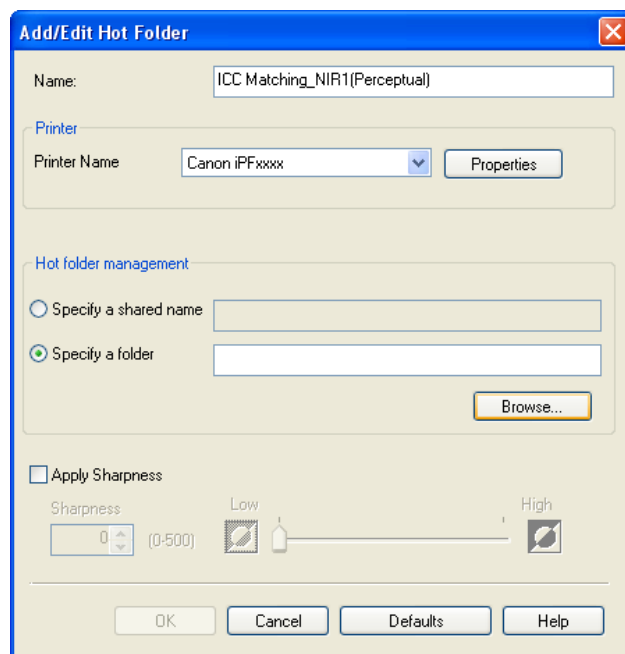 Add/Edit Hot Folder
Name: ICC Matching_NIR1(Perceptual)
Printer
Printer Name Canon iPFxxxx Properties
Hot folder management
Specify a shared name
Specify a folder
Browse...
Apply Sharpness
Sharpness Low High
0 (0-500)
OK Cancel Defaults Help